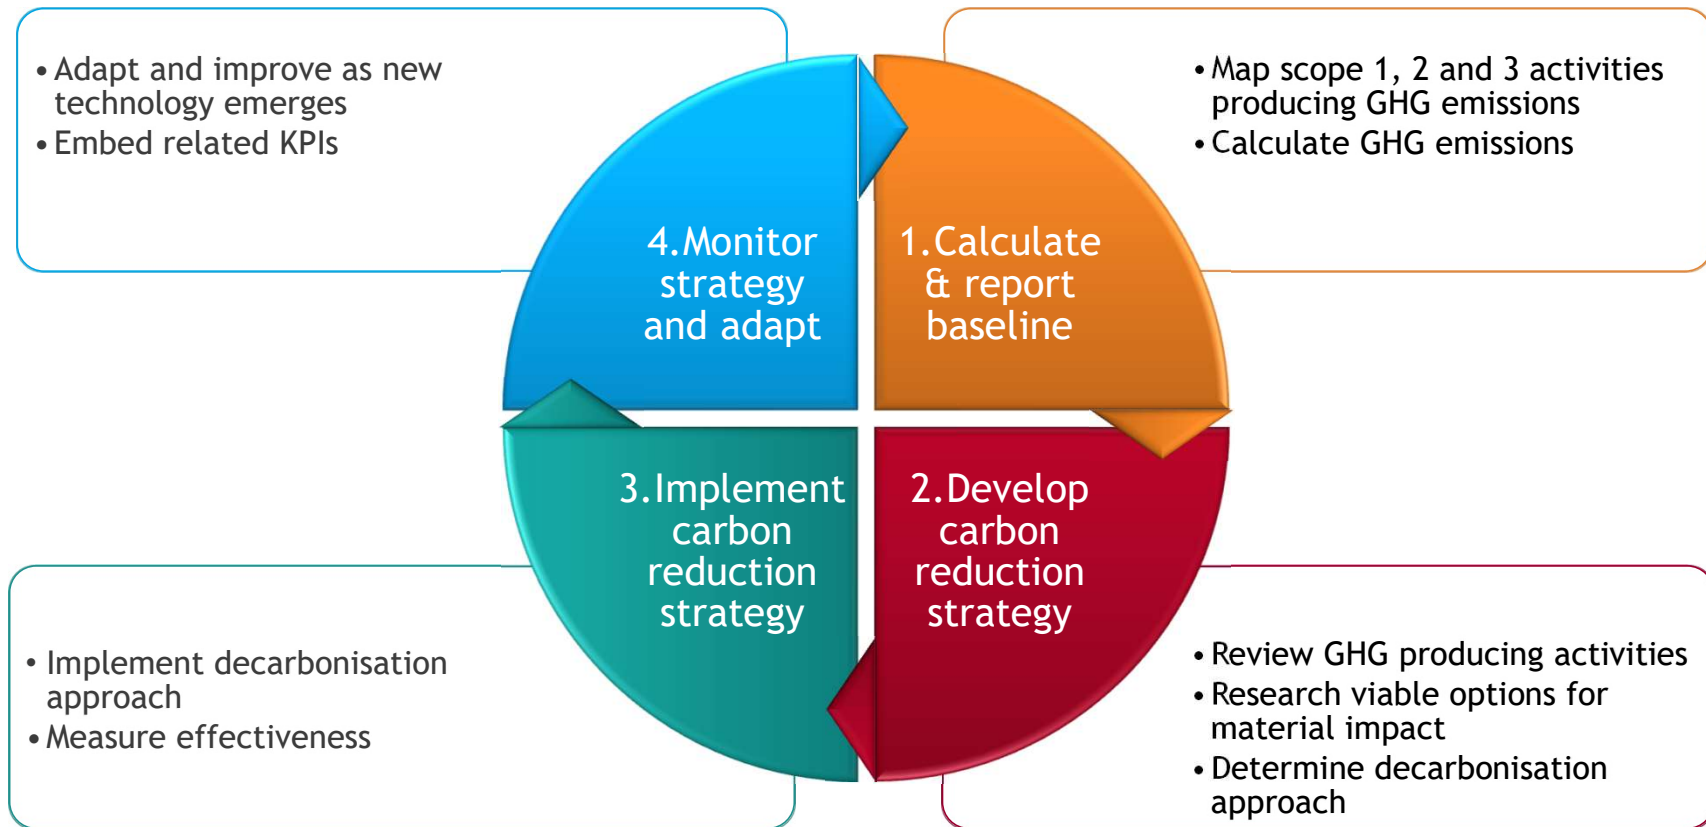 • Adapt and improve as new
technology emerges
• Embed related KPIs
• Map scope 1, 2 and 3 activities
producing GHG emissions
• Calculate GHG emissions
4.Monitor
strategy
and adapt
1.Calculate
& report
baseline
3.Implement
carbon
reduction
strategy
2.Develop
carbon
reduction
strategy
• Implement decarbonisation
approach
• Measure effectiveness
• Review GHG producing activities
• Research viable options for
material impact
• Determine decarbonisation
approach